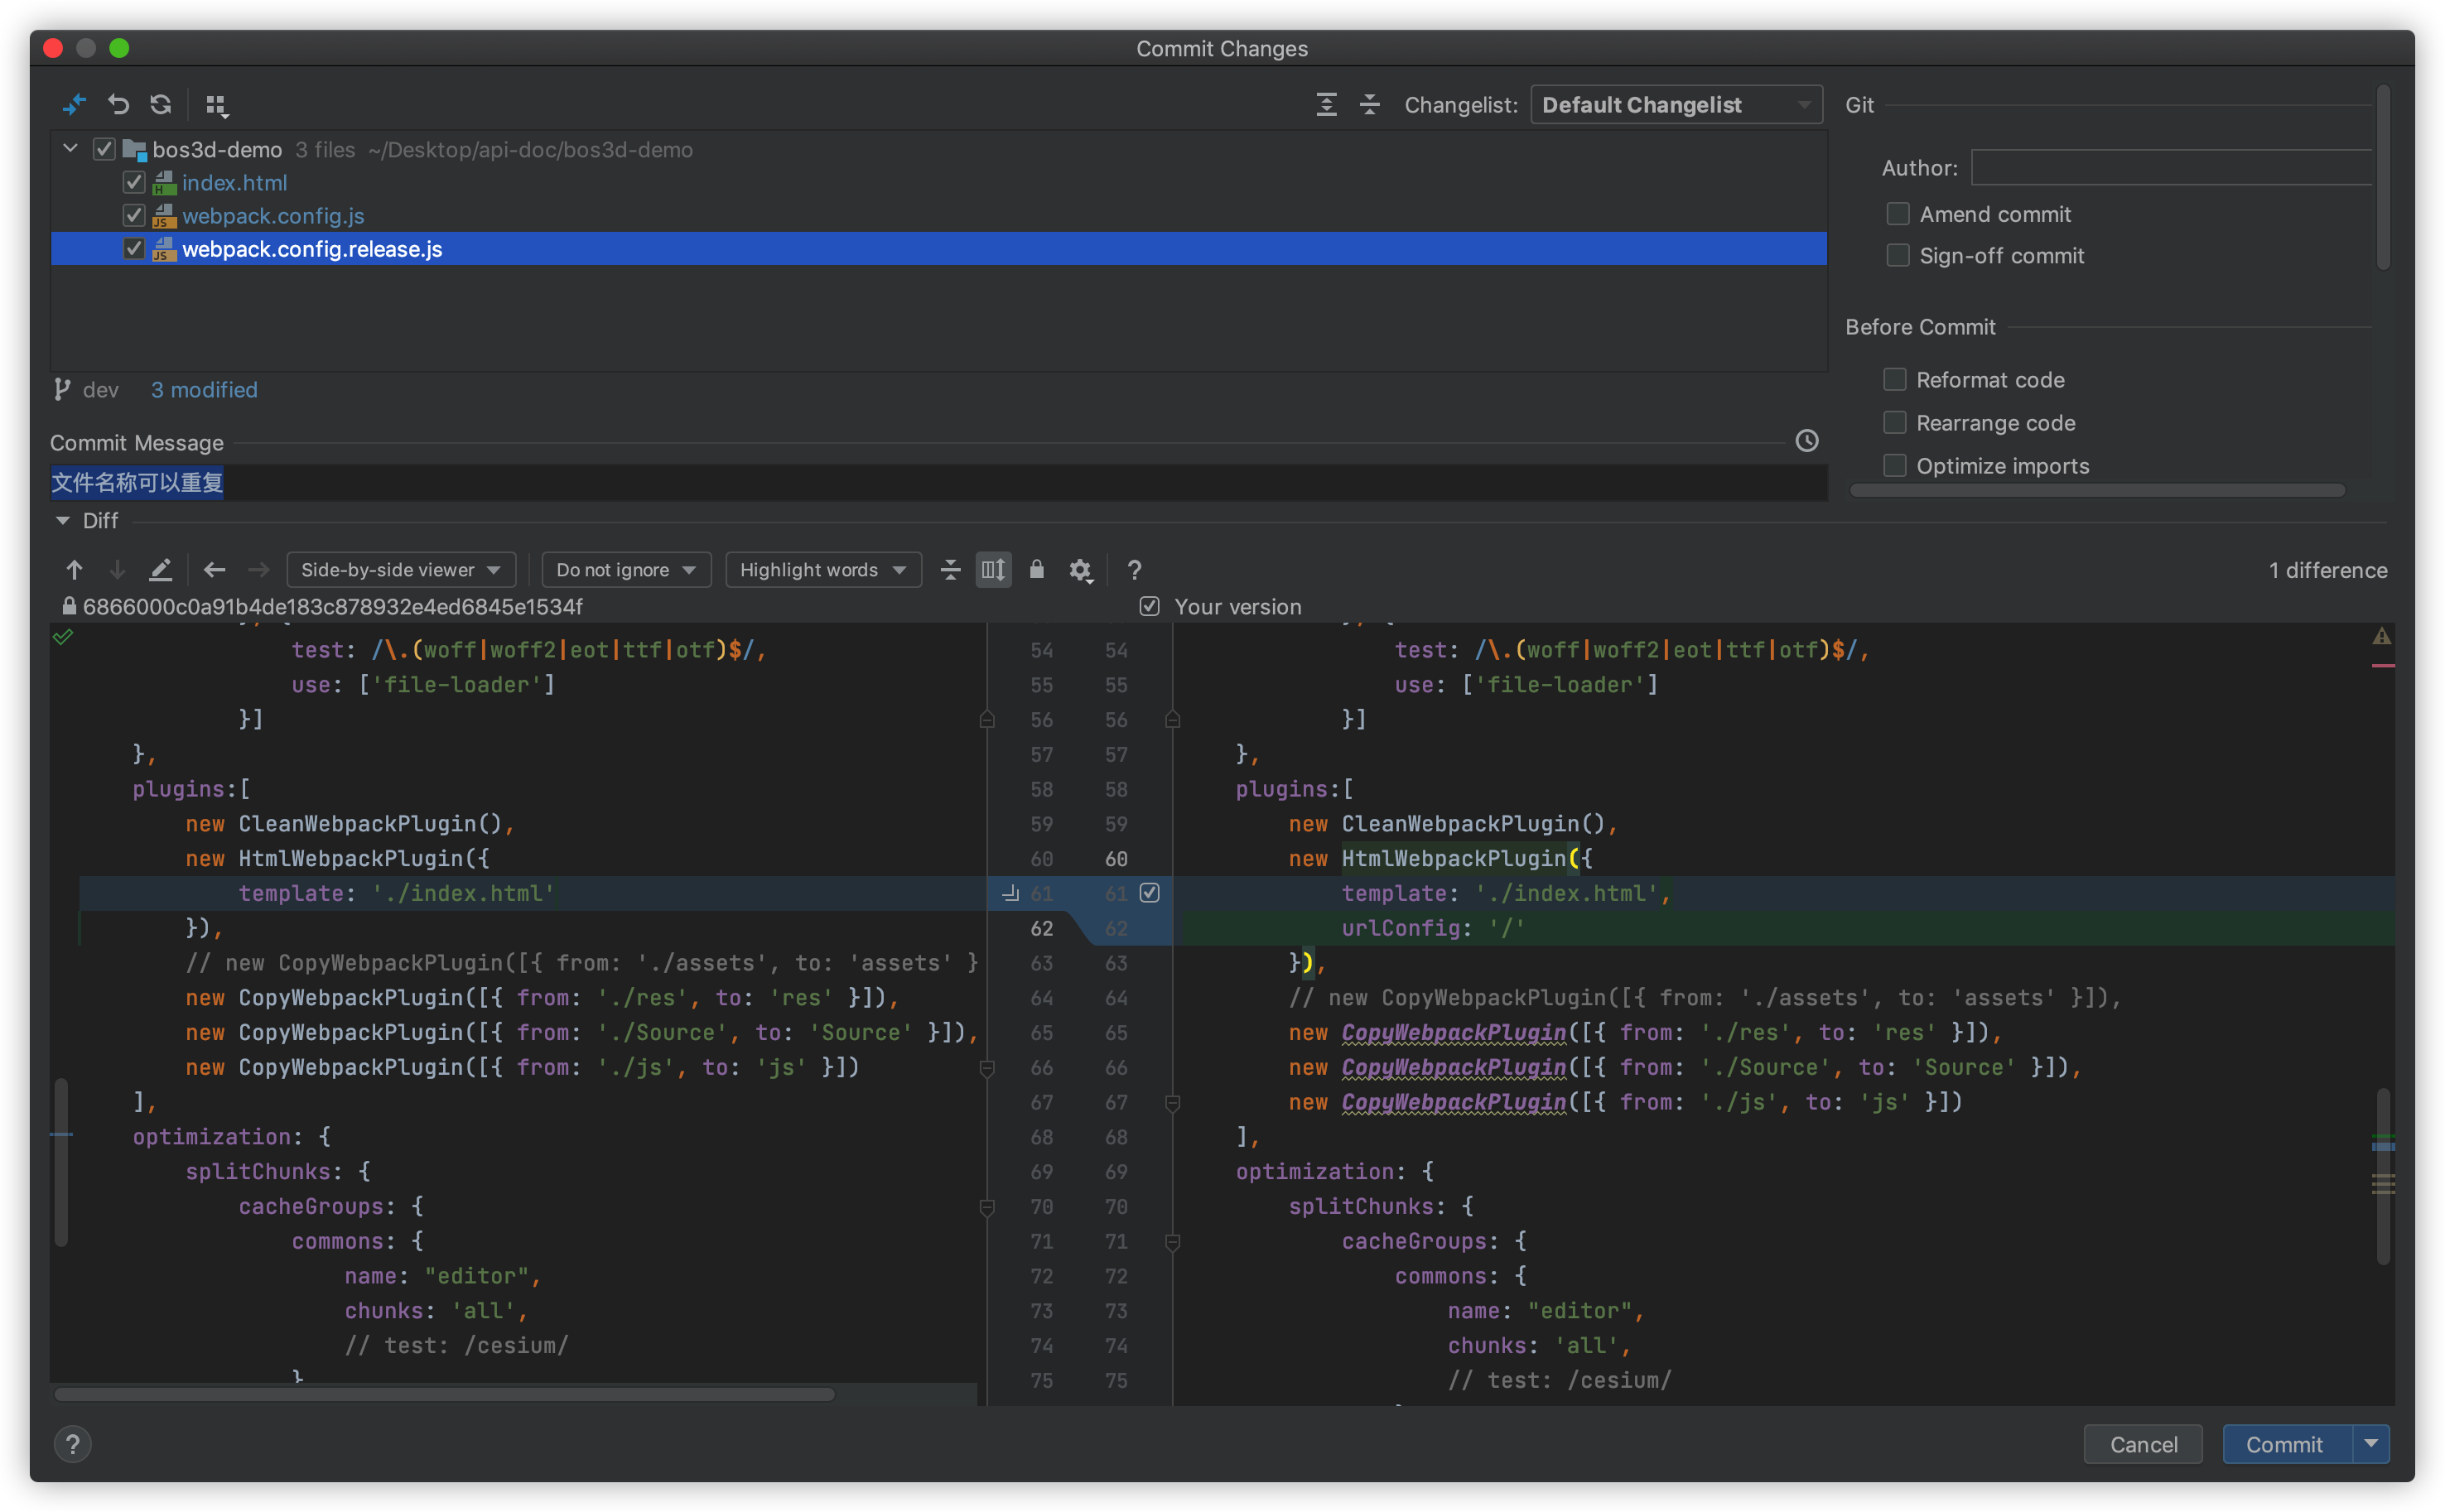 Commit Changes
Changelist: Default Changelist
bos3d-demo 3 files ~/Desktop/api-doc/bos3d-demo
index.html
webpack.config.js
webpack.config.release.js
dev 3 modified
Git
Author:
Amend commit
Sign-off commit
Before Commit
Reformat code
Rearrange code
Optimize imports
Commit Message
文件名称可以重复
Diff
Side-by-side viewer Do not ignore Highlight words ? 1 difference
6866000c0a91b4de183c878932e4ed6845e1534f
Your version
test: /\.(woff|woff2|eot|ttf|otf)$/, 54
use: ['file-loader'] 55
}] 56
}, 57
plugins:[ 58
new CleanWebpackPlugin(), 59
new HtmlWebpackPlugin({ 60
template: './index.html' 61
}), 62
// new CopyWebpackPlugin([{ from: './assets', to: 'assets' } 63
new CopyWebpackPlugin([{ from: './res', to: 'res' }]), 64
new CopyWebpackPlugin([{ from: './Source', to: 'Source' }]), 65
new CopyWebpackPlugin([{ from: './js', to: 'js' }]) 66
], 67
optimization: { 68
splitChunks: { 69
cacheGroups: { 70
commons: { 71
name: "editor", 72
chunks: 'all', 73
// test: /cesium/ 74
} 75
54 test: /\.(woff|woff2|eot|ttf|otf)$/,
55 use: ['file-loader']
56 }]
57 },
58 plugins:[
59 new CleanWebpackPlugin(),
60 new HtmlWebpackPlugin({
61 template: './index.html',
62 urlConfig: '/'
63 }),
64 // new CopyWebpackPlugin([{ from: './assets', to: 'assets' }]),
65 new CopyWebpackPlugin([{ from: './res', to: 'res' }]),
66 new CopyWebpackPlugin([{ from: './Source', to: 'Source' }]),
67 new CopyWebpackPlugin([{ from: './js', to: 'js' }])
68 ],
69 optimization: {
70 splitChunks: {
71 cacheGroups: {
72 commons: {
73 name: "editor",
74 chunks: 'all',
75 // test: /cesium/
? Cancel Commit